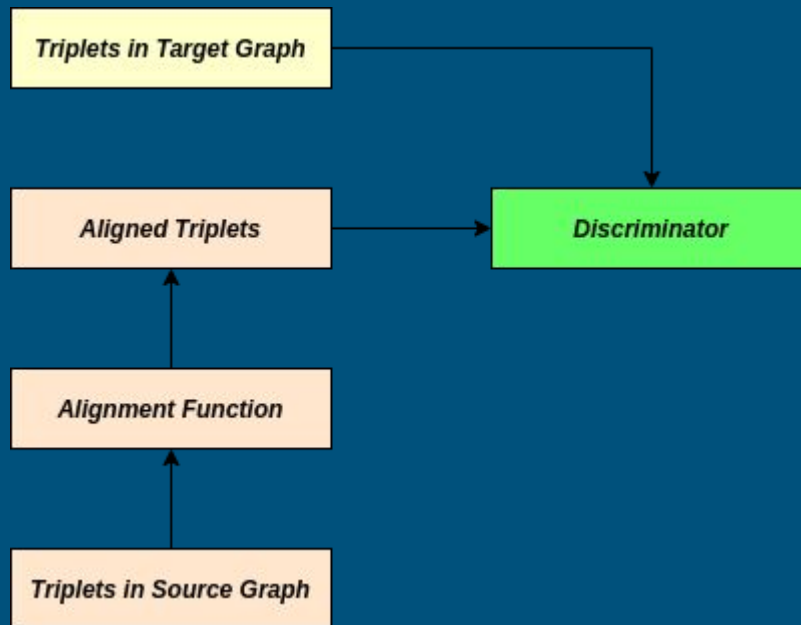 Triplets in Target Graph
Aligned Triplets
Discriminator
Alignment Function
Triplets in Source Graph